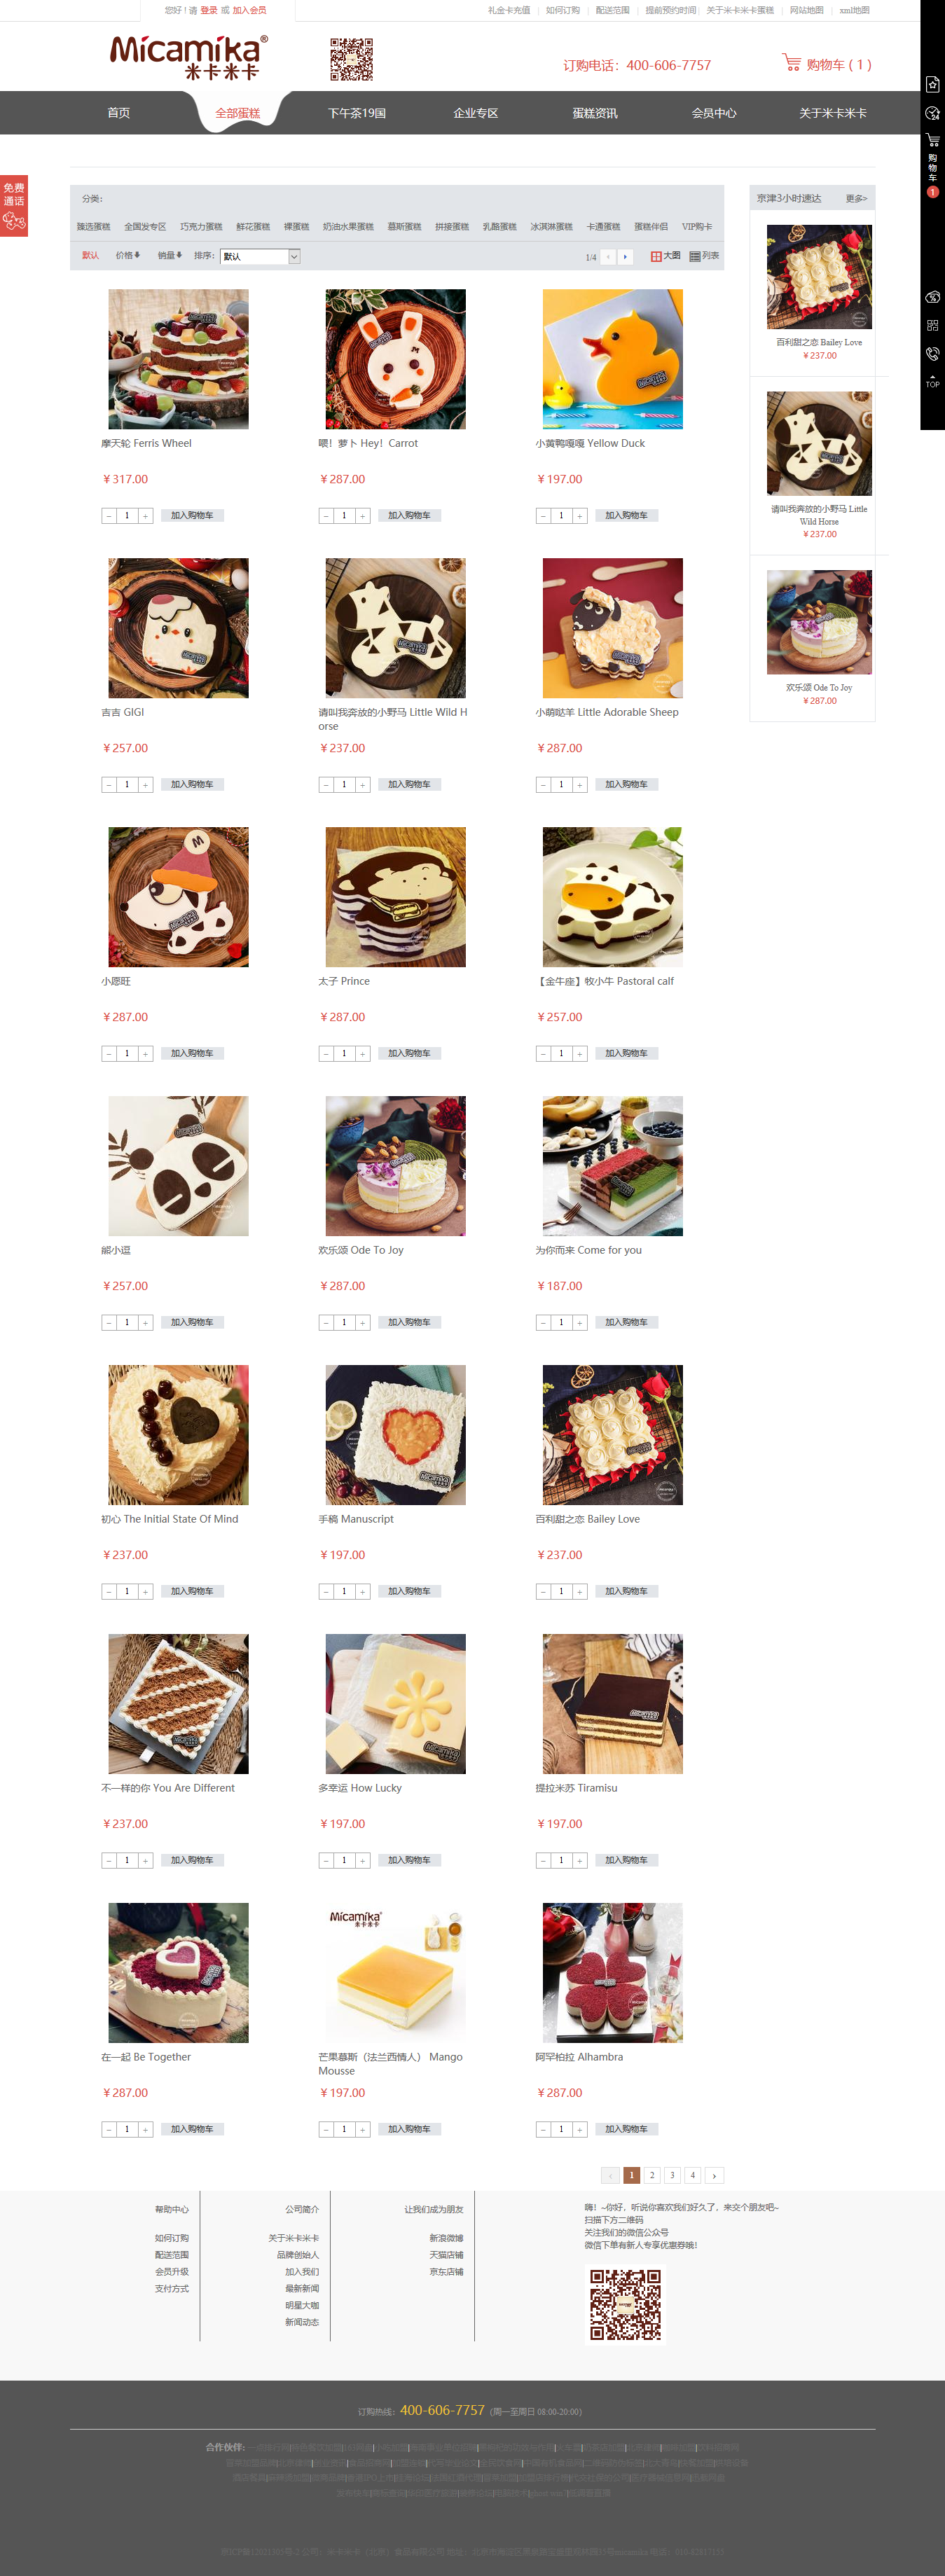 您好！请 登录 或 加入会员
礼金卡充值 | 如何订购 | 配送范围 | 提前预约时间 | 关于米卡米卡蛋糕 | 网站地图 | xml地图
Micamika®
米卡米卡
订购电话：400-606-7757
购物车 ( 1 )
首页 全部蛋糕 下午茶19国 企业专区 蛋糕资讯 会员中心 关于米卡米卡
24
购物车
1
TOP
免费
通话
分类：
臻选蛋糕 全国发专区 巧克力蛋糕 鲜花蛋糕 裸蛋糕 奶油水果蛋糕 慕斯蛋糕 拼接蛋糕 乳酪蛋糕 冰淇淋蛋糕 卡通蛋糕 蛋糕伴侣 VIP购卡
默认 价格 销量 排序： 默认 1/4 大图 列表
京津3小时速达 更多>
百利甜之恋 Bailey Love
￥237.00
请叫我奔放的小野马 Little
Wild Horse
￥237.00
欢乐颂 Ode To Joy
￥287.00
摩天轮 Ferris Wheel 喂！萝卜 Hey! Carrot 小黄鸭嘎嘎 Yellow Duck
￥317.00 ￥287.00 ￥197.00
- 1 + 加入购物车 - 1 + 加入购物车 - 1 + 加入购物车
吉吉 GIGI 请叫我奔放的小野马 Little Wild H 小萌哒羊 Little Adorable Sheep
orse
￥257.00 ￥237.00 ￥287.00
- 1 + 加入购物车 - 1 + 加入购物车 - 1 + 加入购物车
小愿旺 太子 Prince 【金牛座】牧小牛 Pastoral calf
￥287.00 ￥287.00 ￥257.00
- 1 + 加入购物车 - 1 + 加入购物车 - 1 + 加入购物车
熊小逗 欢乐颂 Ode To Joy 为你而来 Come for you
￥257.00 ￥287.00 ￥187.00
- 1 + 加入购物车 - 1 + 加入购物车 - 1 + 加入购物车
初心 The Initial State Of Mind 手稿 Manuscript 百利甜之恋 Bailey Love
￥237.00 ￥197.00 ￥237.00
- 1 + 加入购物车 - 1 + 加入购物车 - 1 + 加入购物车
不一样的你 You Are Different 多幸运 How Lucky 提拉米苏 Tiramisu
￥237.00 ￥197.00 ￥197.00
- 1 + 加入购物车 - 1 + 加入购物车 - 1 + 加入购物车
Micamika
米卡米卡
在一起 Be Together 芒果慕斯（法兰西情人） Mango 阿罕柏拉 Alhambra
Mousse
￥287.00 ￥197.00 ￥287.00
- 1 + 加入购物车 - 1 + 加入购物车 - 1 + 加入购物车
‹ 1 2 3 4 ›
帮助中心
如何订购
配送范围
会员升级
支付方式
公司简介
关于米卡米卡
品牌创始人
加入我们
最新新闻
明星大咖
新闻动态
让我们成为朋友
新浪微博
天猫店铺
京东店铺
嗨！~你好，听说你喜欢我们好久了，来交个朋友吧~
扫描下方二维码
关注我们的微信公众号
微信下单有新人专享优惠券哦！
订购热线：400-606-7757 (周一至周日 08:00-20:00)
合作伙伴: